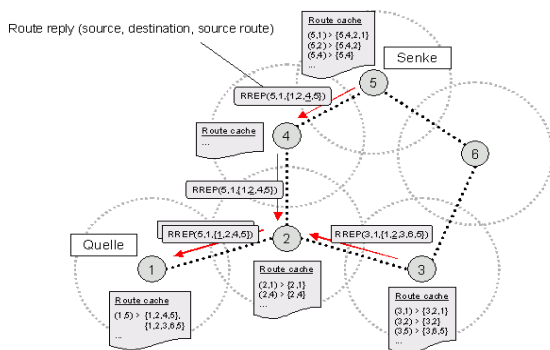 Route reply (source, destination, source route)
Route cache
(5,1) > {5,4,2,1}
(5,2) > {5,4,2}
(5,4) > {5,4}
...
Senke
5
RREP(5,1,{1,2,4,5})
Route cache
...
4
6
RREP(5,1,{1,2,4,5})
RREP(5,1,{1,2,4,5})
RREP(3,1,{1,2,3,6,5})
Quelle
2
1
3
Route cache
(1,5) > {1,2,4,5},
{1,2,3,6,5}
Route cache
(2,1) > {2,1}
(2,4) > {2,4}
...
Route cache
(3,1) > {3,2,1}
(3,2) > {3,2}
(3,5) > {3,6,5}
...